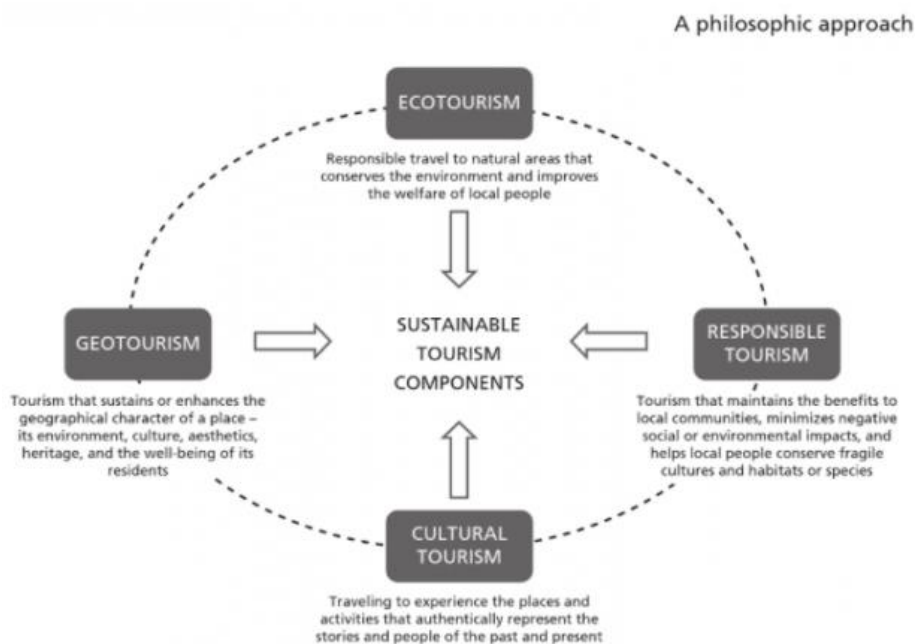 A philosophic approach
ECOTOURISM
Responsible travel to natural areas that
conserves the environment and improves
the welfare of local people
GEOTOURISM
Tourism that sustains or enhances the
geographical character of a place –
its environment, culture, aesthetics,
heritage, and the well-being of its
residents
SUSTAINABLE
TOURISM
COMPONENTS
RESPONSIBLE
TOURISM
Tourism that maintains the benefits to
local communities, minimizes negative
social or environmental impacts, and
helps local people conserve fragile
cultures and habitats or species
CULTURAL
TOURISM
Traveling to experience the places and
activities that authentically represent the
stories and people of the past and present